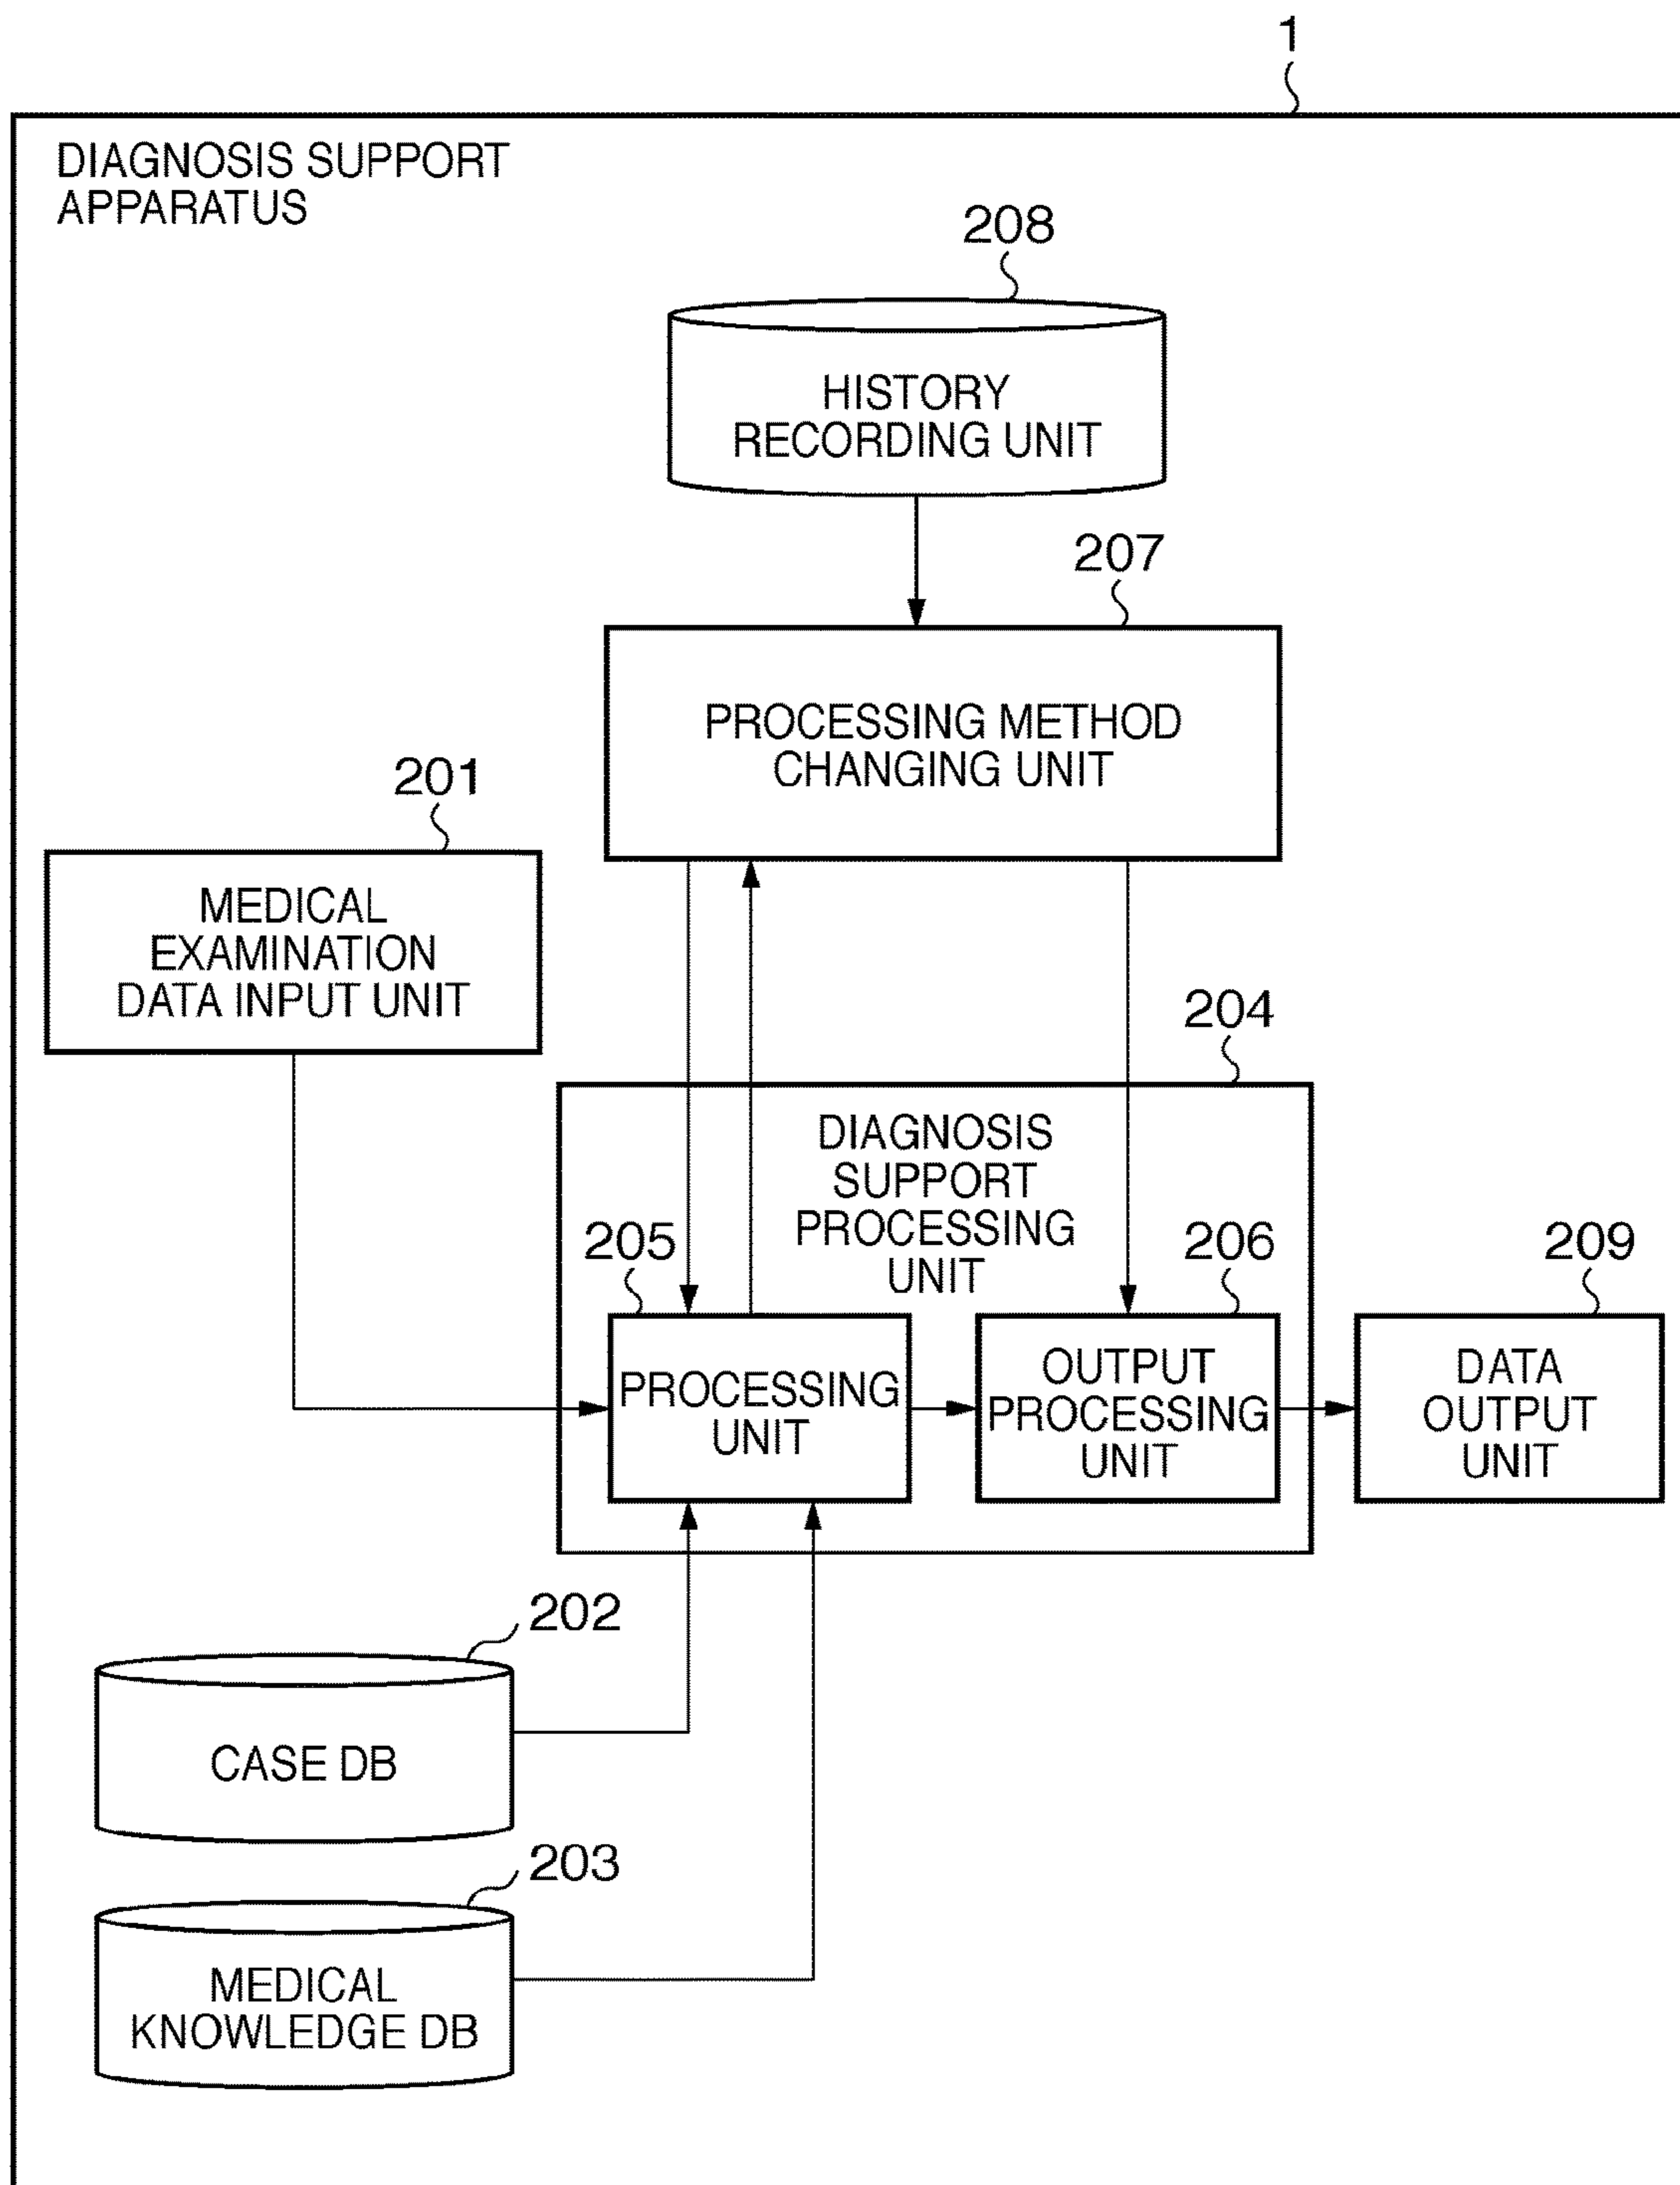 1
DIAGNOSIS SUPPORT
APPARATUS
208
HISTORY
RECORDING UNIT
207
PROCESSING METHOD
CHANGING UNIT
201
MEDICAL
EXAMINATION
DATA INPUT UNIT
204
DIAGNOSIS
SUPPORT
PROCESSING
UNIT
205
PROCESSING
UNIT
206
OUTPUT
PROCESSING
UNIT
209
DATA
OUTPUT
UNIT
202
CASE DB
203
MEDICAL
KNOWLEDGE DB